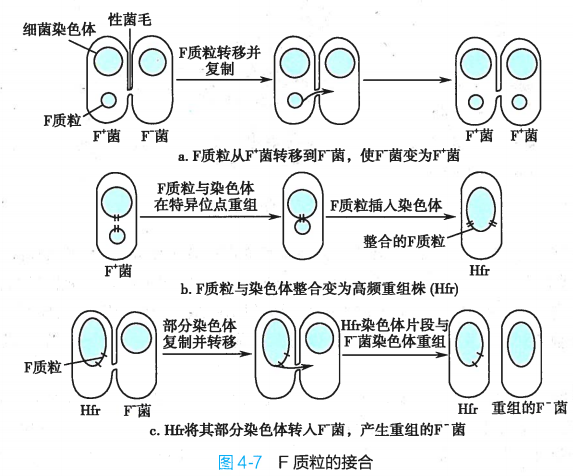 细菌染色体
性菌毛
F质粒
F⁺菌 F⁻菌
F质粒转移并
复制
F⁺菌 F⁺菌
a. F质粒从F⁺菌转移到F⁻菌，使F⁻菌变为F⁺菌
F质粒与染色体
在特异位点重组
F质粒插入染色体
整合的F质粒
F⁺菌
Hfr
b. F质粒与染色体整合变为高频重组株 (Hfr)
F质粒
部分染色体
复制并转移
Hfr染色体片段与
F⁻菌染色体重组
Hfr F⁻菌
Hfr 重组的F⁻菌
c. Hfr将其部分染色体转入F⁻菌，产生重组的F⁻菌
图 4-7 F 质粒的接合